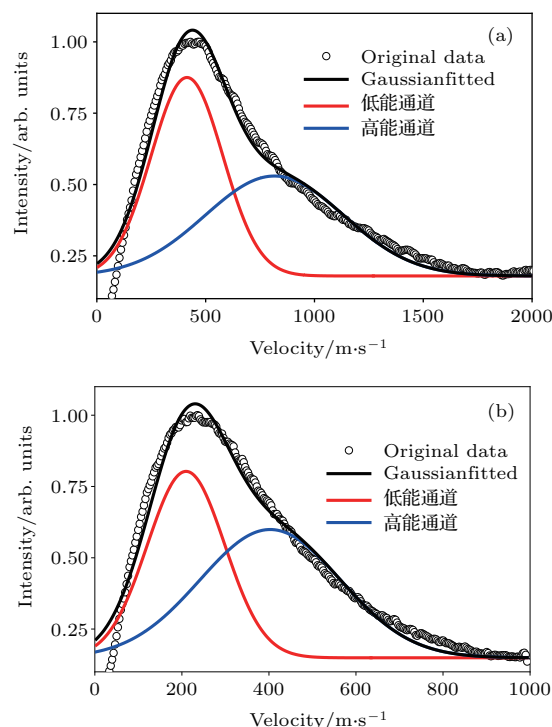 (a)
Original data
Gaussianfitted
低能通道
高能通道
Intensity/arb. units
1.00
0.75
0.50
0.25
0
500
1000
1500
2000
Velocity/m·s⁻¹
(b)
Original data
Gaussianfitted
低能通道
高能通道
Intensity/arb. units
1.00
0.75
0.50
0.25
0
200
400
600
800
1000
Velocity/m·s⁻¹